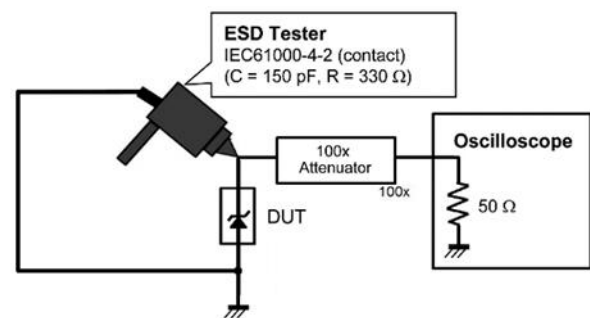 ESD Tester
IEC61000-4-2 (contact)
(C = 150 pF, R = 330 Ω)
100x
Attenuator
100x
Oscilloscope
50 Ω
DUT